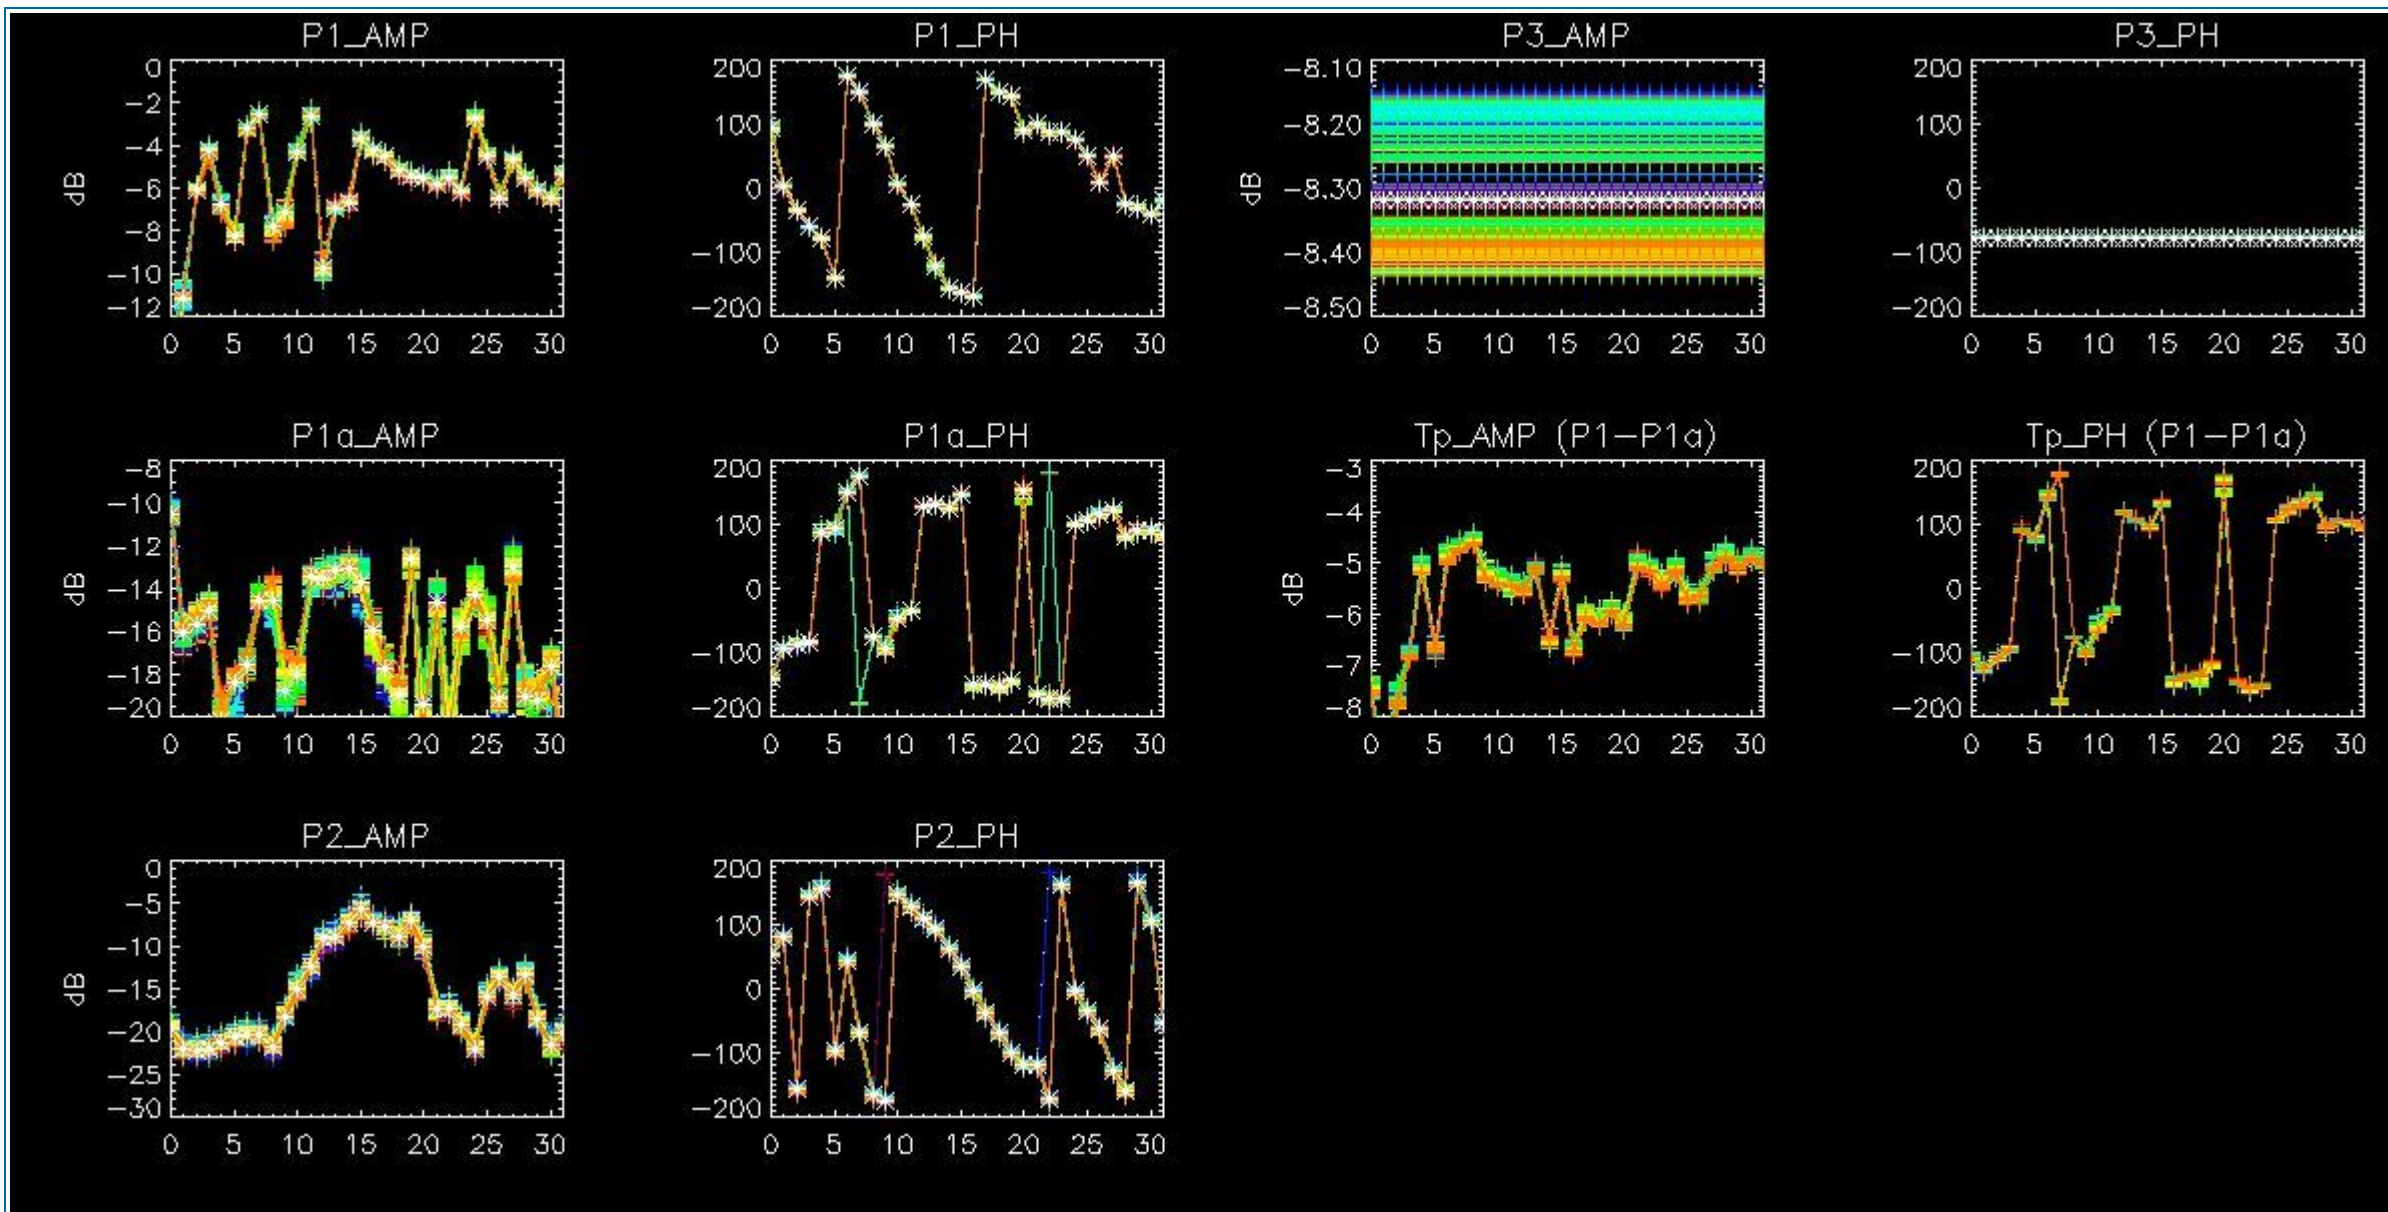 P1_AMP
P1_PH
P3_AMP
P3_PH
0
−2
−4
−6
−8
−10
−12
dB
0 5 10 15 20 25 30
200
100
0
−100
−200
0 5 10 15 20 25 30
−8.10
−8.20
−8.30
−8.40
−8.50
dB
0 5 10 15 20 25 30
200
100
0
−100
−200
0 5 10 15 20 25 30
P1a_AMP
P1a_PH
Tp_AMP (P1−P1a)
Tp_PH (P1−P1a)
−8
−10
−12
−14
−16
−18
−20
dB
0 5 10 15 20 25 30
200
100
0
−100
−200
0 5 10 15 20 25 30
−3
−4
−5
−6
−7
−8
dB
0 5 10 15 20 25 30
200
100
0
−100
−200
0 5 10 15 20 25 30
P2_AMP
P2_PH
0
−5
−10
−15
−20
−25
−30
dB
0 5 10 15 20 25 30
200
100
0
−100
−200
0 5 10 15 20 25 30